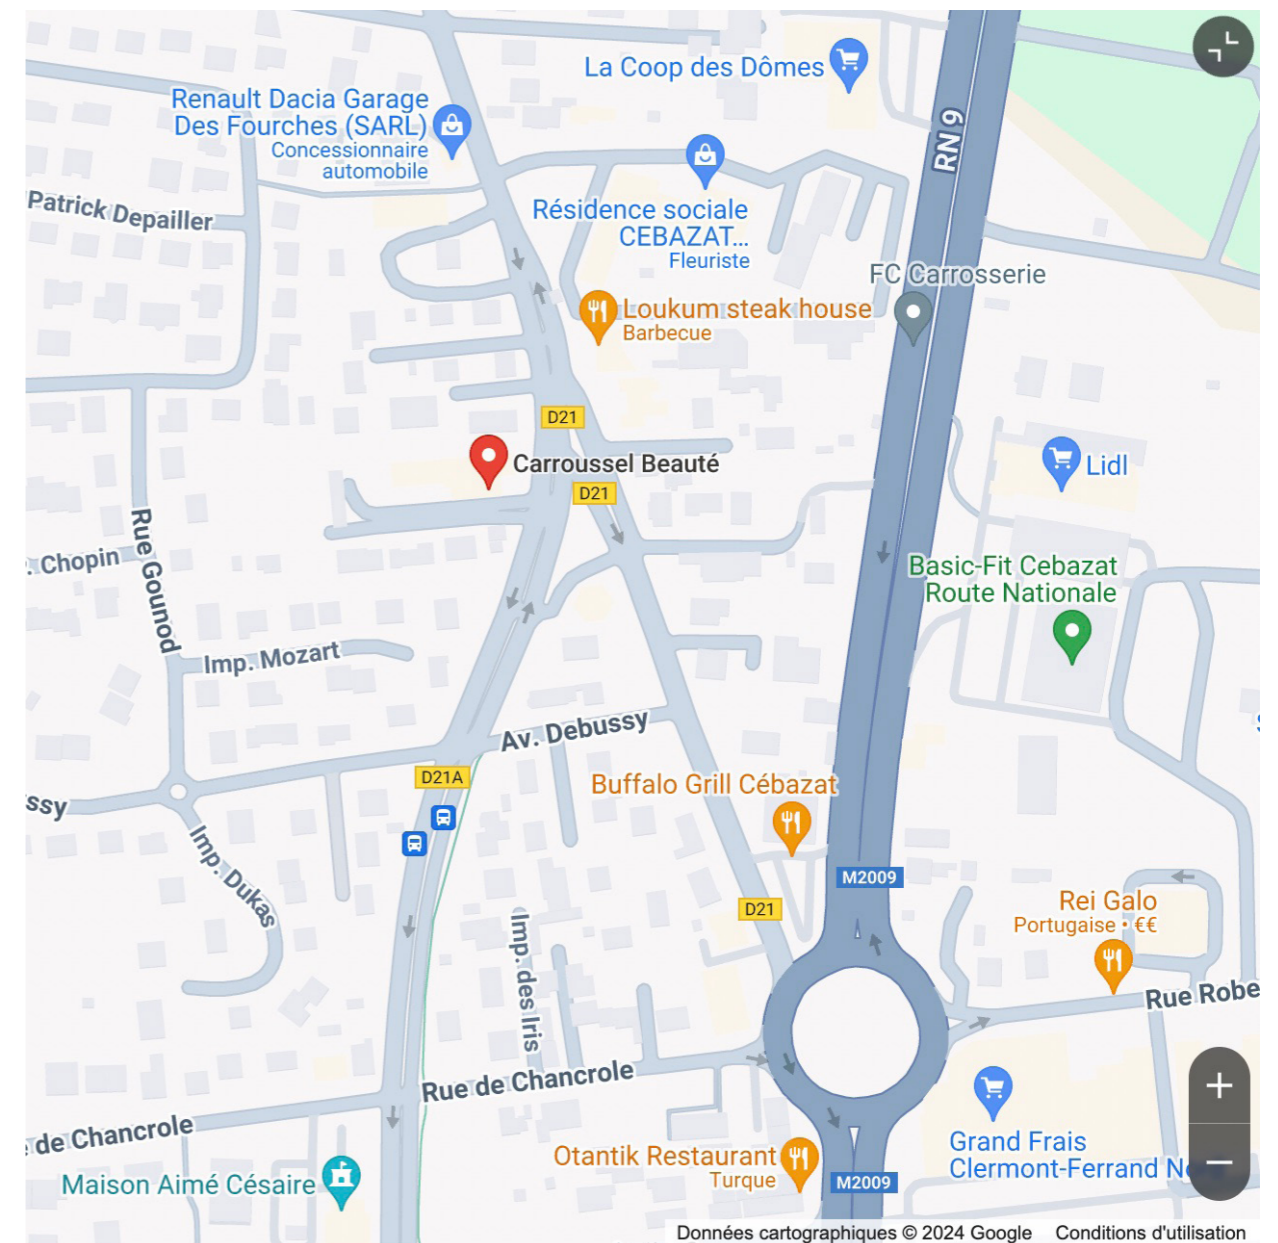 La Coop des Dômes
Renault Dacia Garage
Des Fourches (SARL)
Concessionnaire
automobile
RN 9
Patrick Depailler
Résidence sociale
CEBAZAT...
Fleuriste
FC Carrosserie
Loukum steak house
Barbecue
D21
Carroussel Beauté
D21
Lidl
Rue Gounod
Chopin
Basic-Fit Cebazat
Route Nationale
Imp. Mozart
Av. Debussy
D21A
Buffalo Grill Cébazat
ssy
Imp. Dukas
M2009
D21
Rei Galo
Portugaise • €€
Imp. des Iris
Rue Robe
Rue de Chancrole
de Chancrole
Grand Frais
Clermont-Ferrand No
Otantik Restaurant
Turque
Maison Aimé Césaire
M2009
+
−
Données cartographiques © 2024 Google Conditions d'utilisation